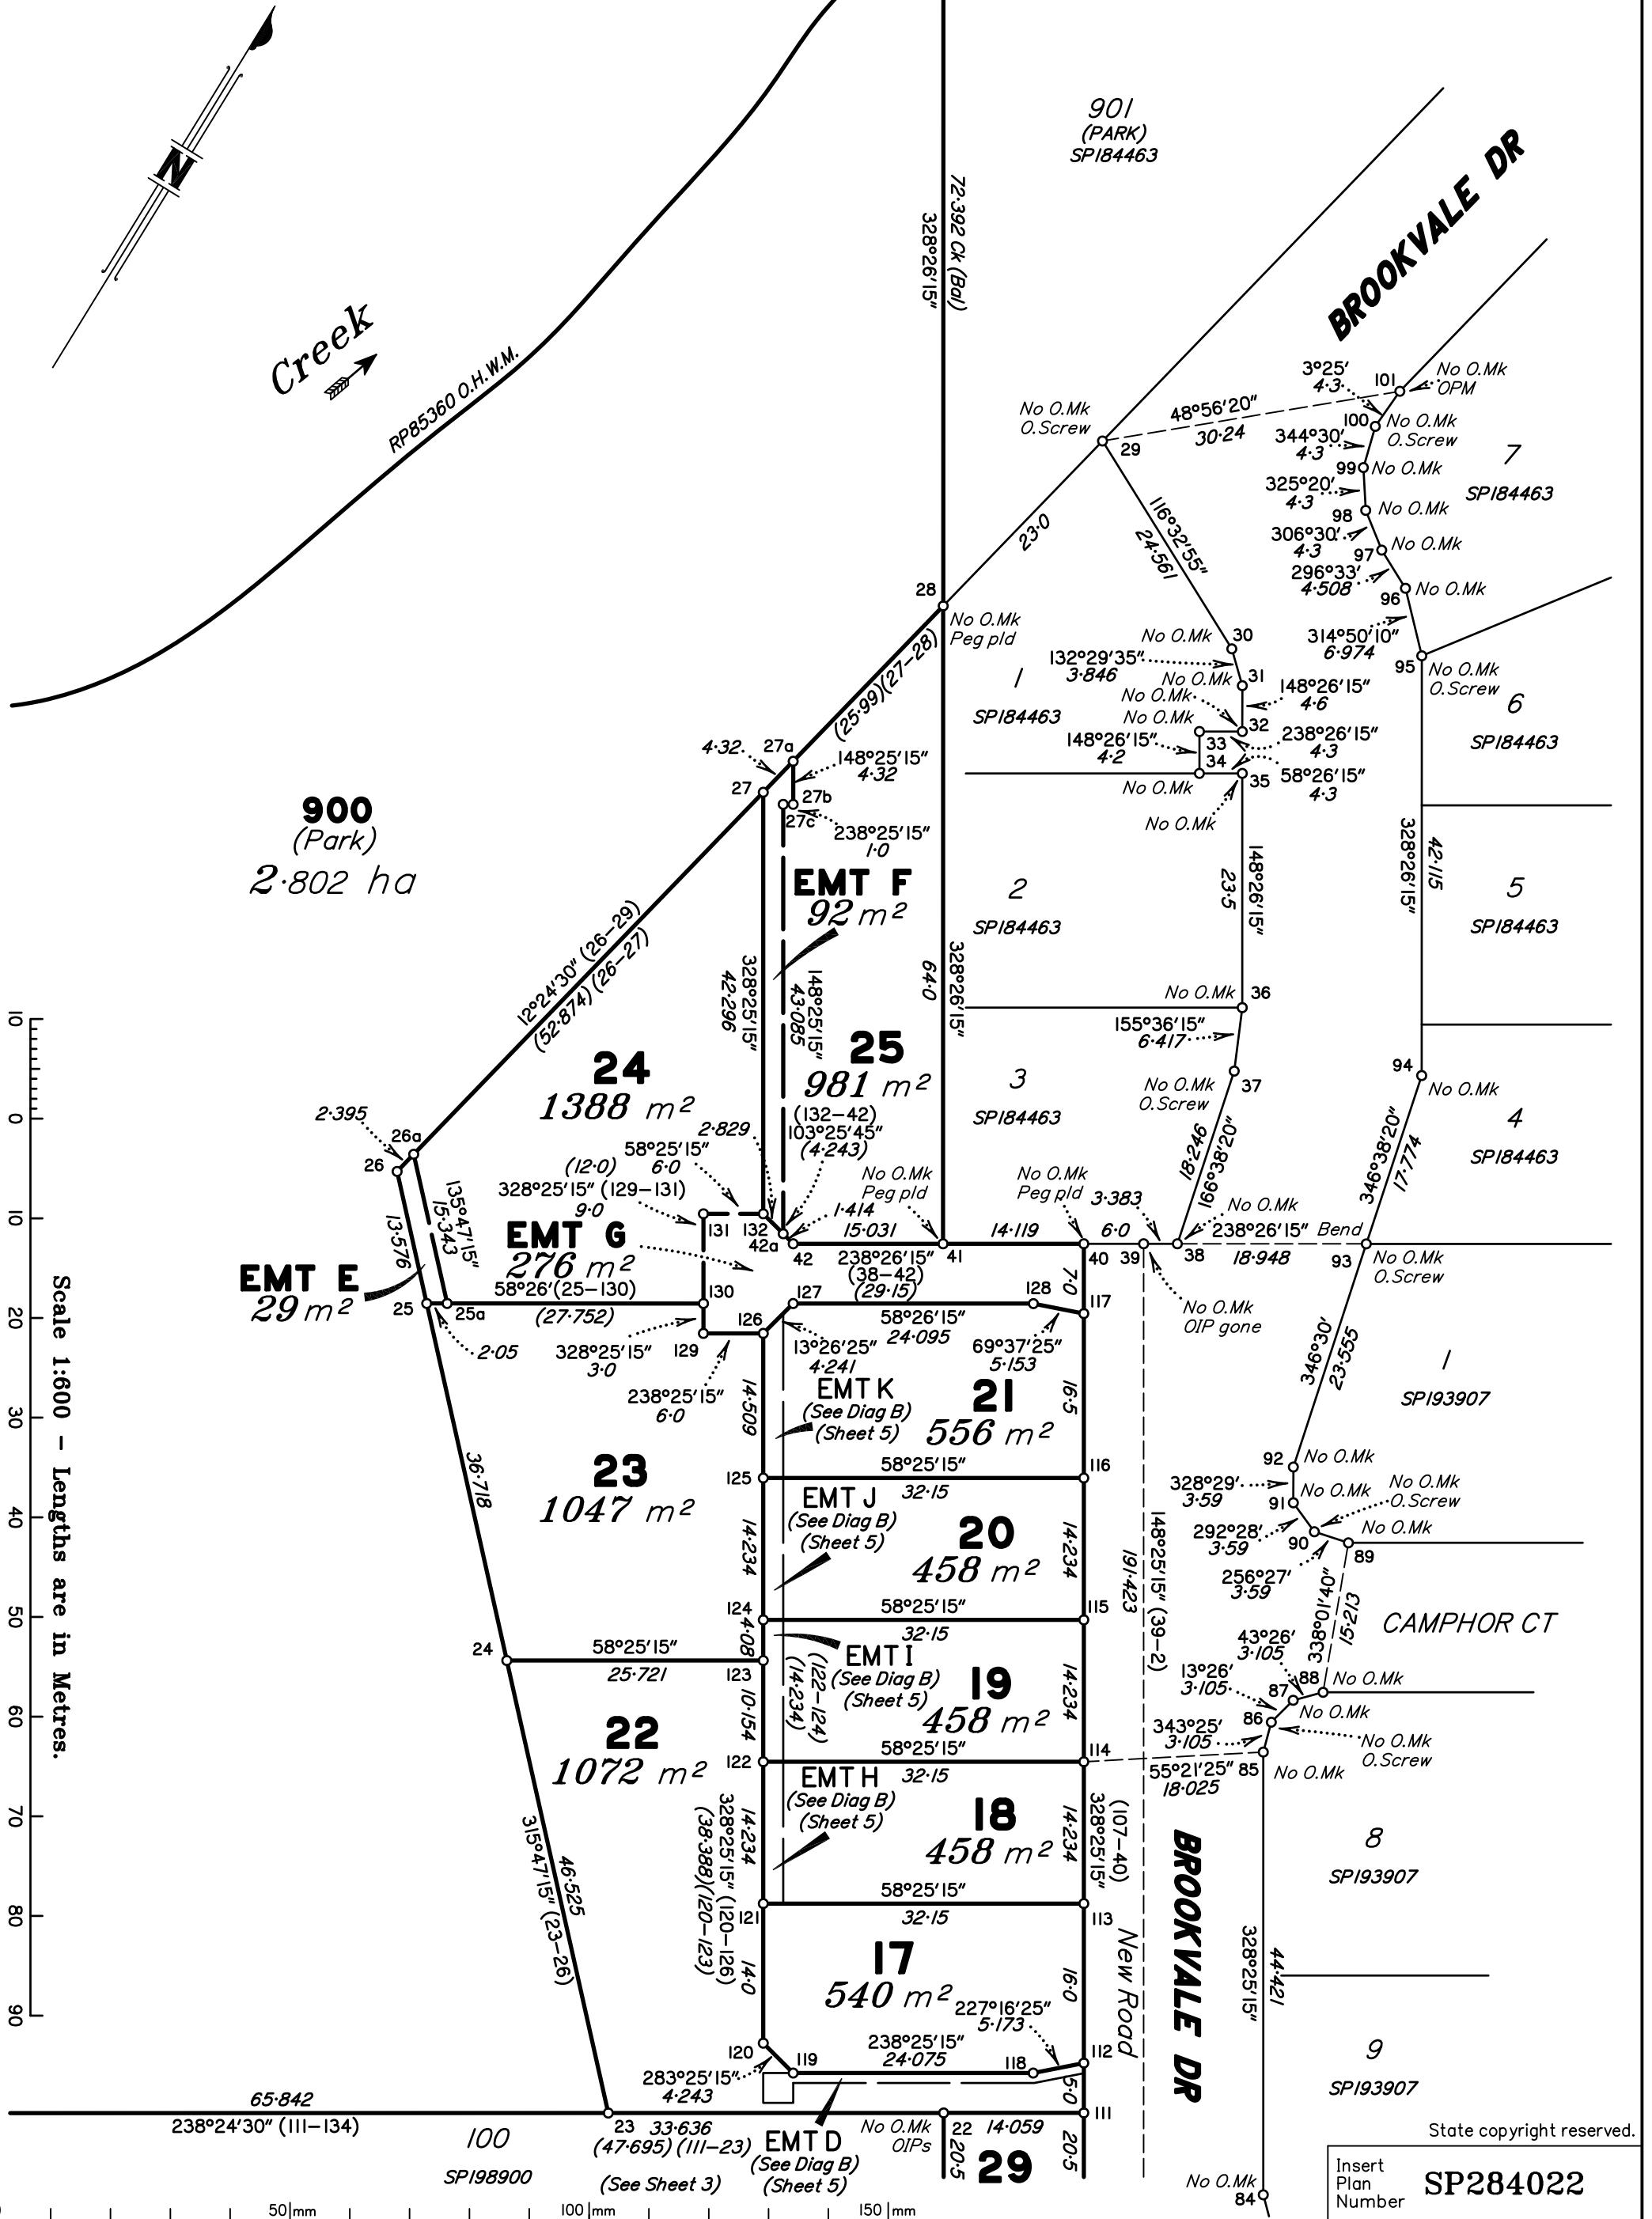 901
(PARK)
SP184463
BROOKVALE DR
N
Creek
RP85360 O.H.W.M.
72·392 Ck (Bal)
328°26'15"
3°25'
4·3
101
No O.Mk
OPM
No O.Mk
O.Screw
48°56'20"
30·24
29
100
No O.Mk
O.Screw
344°30'
4·3
99
No O.Mk
7
SP184463
325°20'
4·3
98
No O.Mk
306°30'
4·3
97
No O.Mk
296°33'
4·508
96
No O.Mk
23·0
116°32'55"
24·561
28
No O.Mk
Peg pld
314°50'10"
6·974
95
No O.Mk
O.Screw
No O.Mk
30
132°29'35"
3·846
No O.Mk
31
No O.Mk
148°26'15"
4·6
1
SP184463
6
SP184463
No O.Mk
32
33
238°26'15"
4·3
148°26'15"
4·2
34
58°26'15"
4·3
35
No O.Mk
No O.Mk
(25·99)(27–28)
4·32
27a
148°25'15"
4·32
27
27b
27c
238°25'15"
1·0
900
(Park)
2·802 ha
EMT F
92 m²
2
SP184463
148°26'15"
23·5
328°26'15"
42·115
5
SP184463
12°24'30" (26–29)
(52·874) (26–27)
328°25'15"
42·296
148°25'15"
43·085
64·0
328°26'15"
No O.Mk
36
155°36'15"
6·417
24
1388 m²
25
981 m²
3
SP184463
No O.Mk
O.Screw
37
94
No O.Mk
4
SP184463
2·395
26a
26
2·829
(132–42)
103°25'45"
(4·243)
58°25'15"
6·0
(12·0)
328°25'15" (129–131)
9·0
No O.Mk
Peg pld
No O.Mk
Peg pld
18·246
166°38'20"
346°38'20"
17·774
3·383
No O.Mk
1·414
15·031
14·119
6·0
238°26'15"
Bend
131
132
42a
42
41
40
39
38
18·948
93
No O.Mk
O.Screw
13·576
135°47'15"
15·343
EMT G
276 m²
238°26'15"
(38–42)
(29·15)
EMT E
29 m²
25
25a
58°26' (25–130)
(27·752)
130
127
128
7·0
117
No O.Mk
OIP gone
2·05
328°25'15"
3·0
129
126
58°26'15"
24·095
13°26'25"
4·241
69°37'25"
5·153
238°25'15"
6·0
346°30'
23·555
1
SP193907
14·509
EMT K
(See Diag B)
(Sheet 5)
21
556 m²
16·5
Scale 1:600 – Lengths are in Metres.
10
0
10
20
30
40
50
60
70
80
90
36·718
23
1047 m²
125
58°25'15"
32·15
116
92
No O.Mk
328°29'
3·59
91
No O.Mk
No O.Mk
O.Screw
292°28'
3·59
90
No O.Mk
89
256°27'
3·59
14·234
EMT J
(See Diag B)
(Sheet 5)
20
458 m²
14·234
148°25'15" (39–2)
191·423
338°01'40"
15·213
CAMPHOR CT
124
58°25'15"
32·15
115
24
58°25'15"
25·721
4·08
123
EMT I
(See Diag B)
(Sheet 5)
(122–124)
(14·234)
19
458 m²
14·234
43°26'
3·105
88
No O.Mk
13°26'
3·105
87
No O.Mk
86
No O.Mk
O.Screw
343°25'
3·105
10·154
22
1072 m²
122
58°25'15"
32·15
114
55°21'25"
18·025
85
No O.Mk
EMT H
(See Diag B)
(Sheet 5)
18
458 m²
14·234
328°25'15" (120–126)
(38·388)(120–123)
14·234
(107–40)
328°25'15"
BROOKVALE DR
8
SP193907
46·525
315°47'15" (23–26)
121
58°25'15"
32·15
113
14·0
17
540 m²
16·0
New Road
328°25'15"
44·421
227°16'25"
5·173
120
119
238°25'15"
24·075
118
112
283°25'15"
4·243
5·0
9
SP193907
65·842
238°24'30" (111–134)
23
33·636
(47·695) (111–23)
No O.Mk
OIPs
22
14·059
111
100
SP198900
(See Sheet 3)
EMT D
(See Diag B)
(Sheet 5)
20·5
29
20·5
State copyright reserved.
No O.Mk
84
Insert
Plan
Number
SP284022
50 mm
100 mm
150 mm